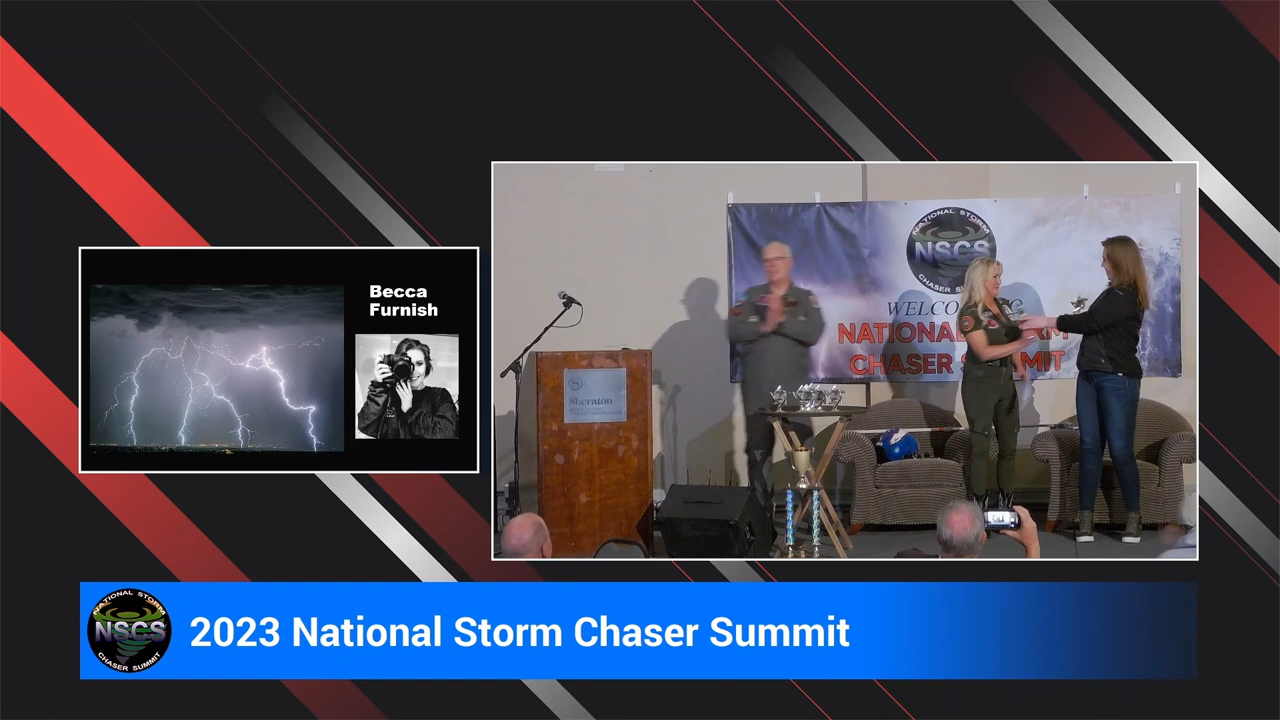 Becca
Furnish
NATIONAL STORM
NSCS
CHASER
WELCO
NATIONAL
CHASER SUMMIT
Sheraton
NATIONAL STORM
NSCS
CHASER SUMMIT
2023 National Storm Chaser Summit